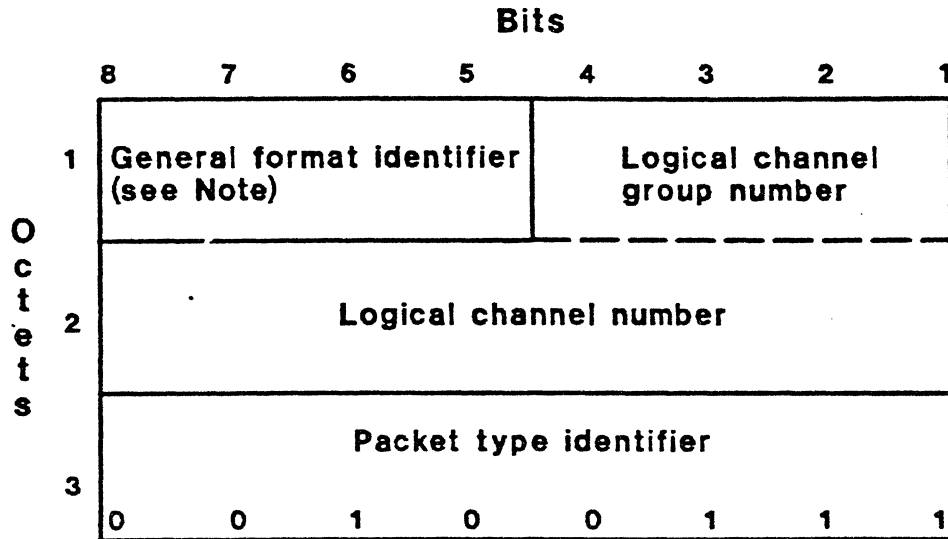 Bits
8 7 6 5 4 3 2 1
1
General format identifier
(see Note)
Logical channel
group number
Octets
2
Logical channel number
Packet type identifier
3
0 0 1 0 0 1 1 1